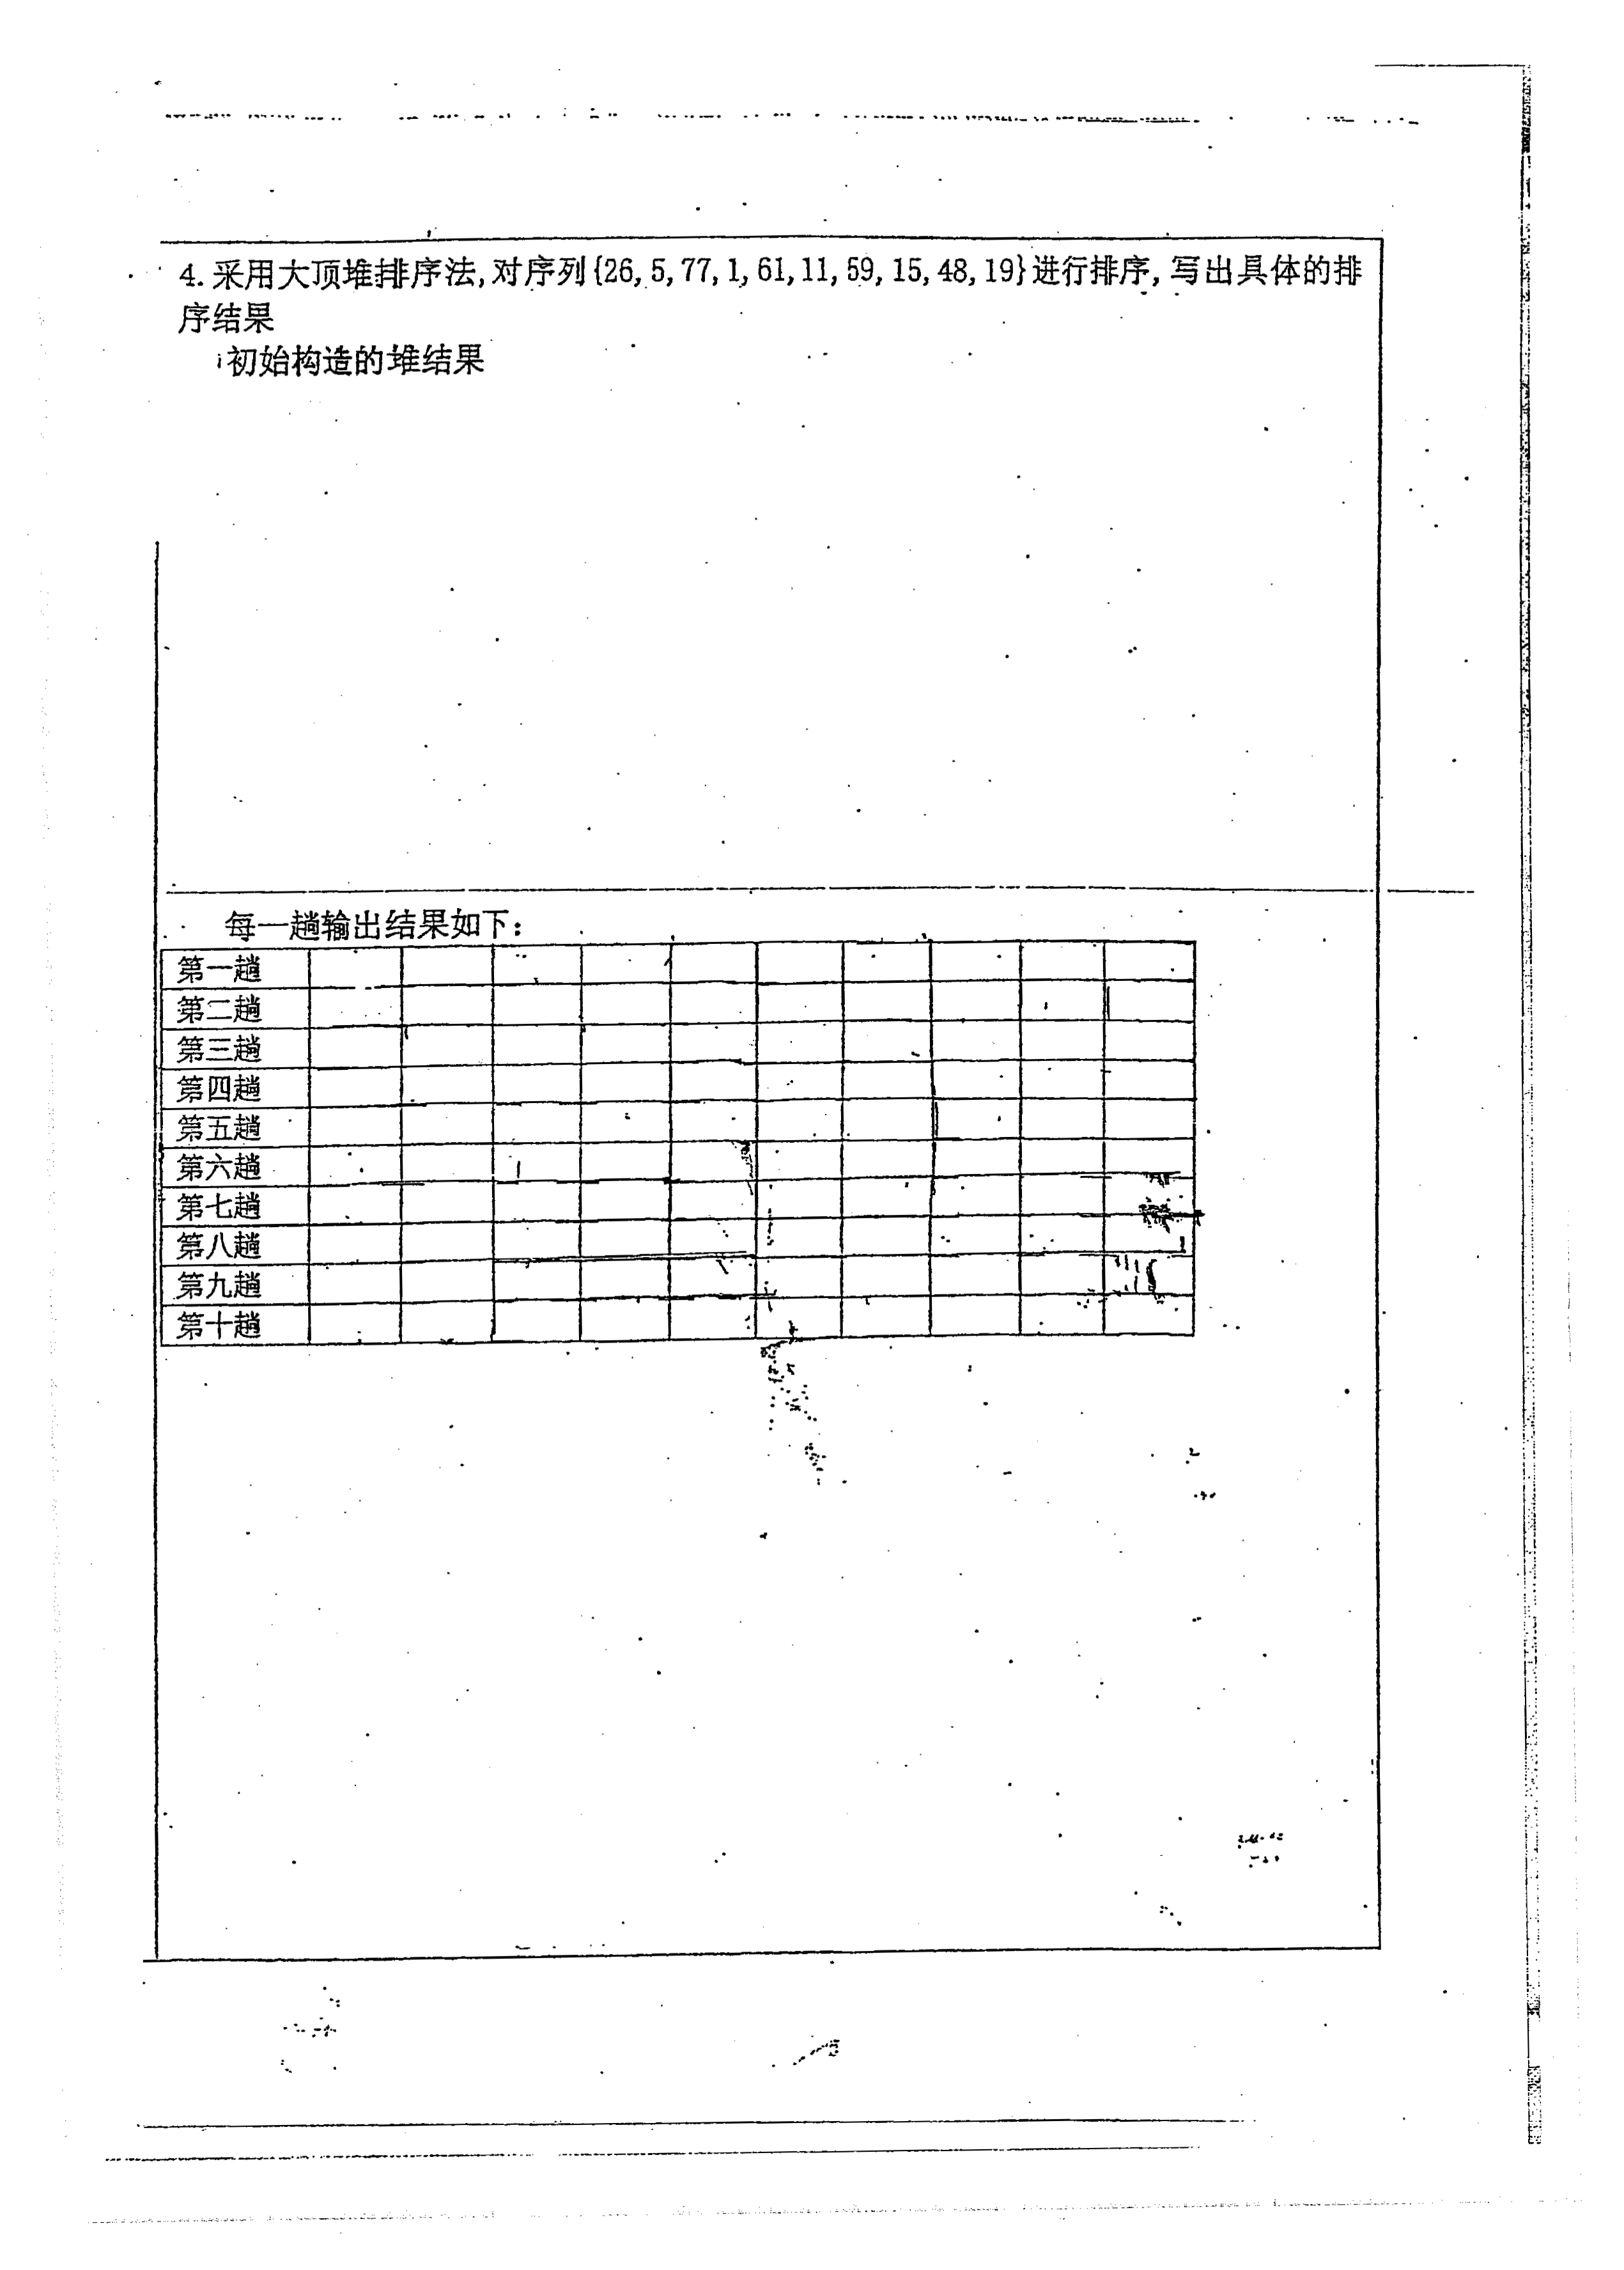 4. 采用大顶堆排序法,对序列{26, 5, 77, 1, 61, 11, 59, 15, 48, 19}进行排序, 写出具体的排
序结果
初始构造的堆结果
每一趟输出结果如下:
第一趟
第二趟
第三趟
第四趟
第五趟
第六趟
第七趟
第八趟
第九趟
第十趟